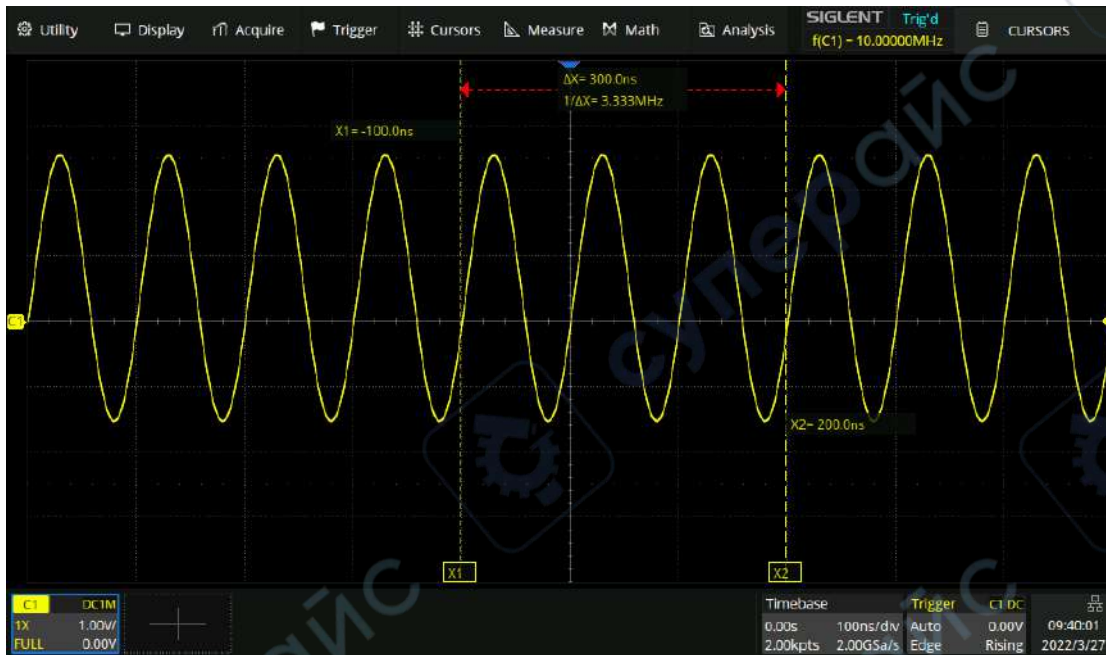 Utility Display Acquire Trigger Cursors Measure Math Analysis
SIGLENT Trig'd
f(C1) = 10.00000MHz
CURSORS
ΔX= 300.0ns
1/ΔX= 3.333MHz
X1= -100.0ns
суперайс
C1
X2= 200.0ns
X1 X2
C1 DC1M
1X 1.00V/
FULL 0.00V
Timebase
0.00s 100ns/div
2.00kpts 2.00GSa/s
Trigger C1 DC
Auto 0.00V
Edge Rising
09:40:01
2022/3/27